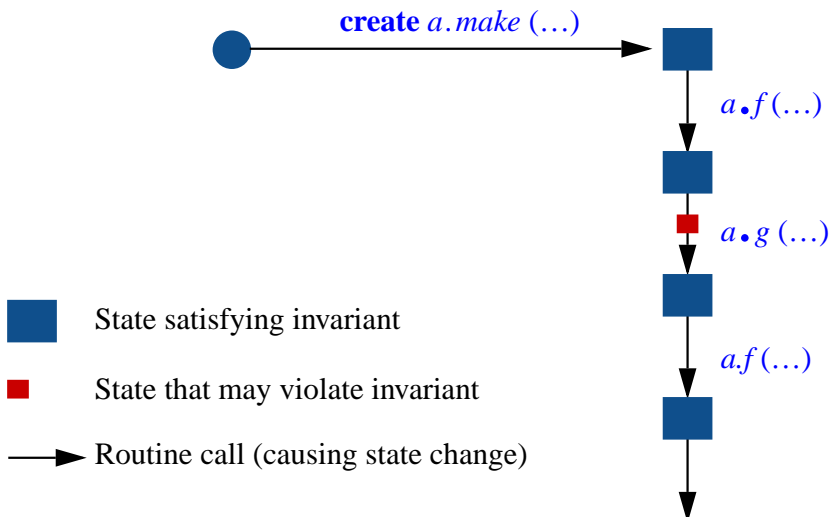 create a.make (…)
a.f (…)
a.g (…)
State satisfying invariant
a.f (…)
State that may violate invariant
Routine call (causing state change)